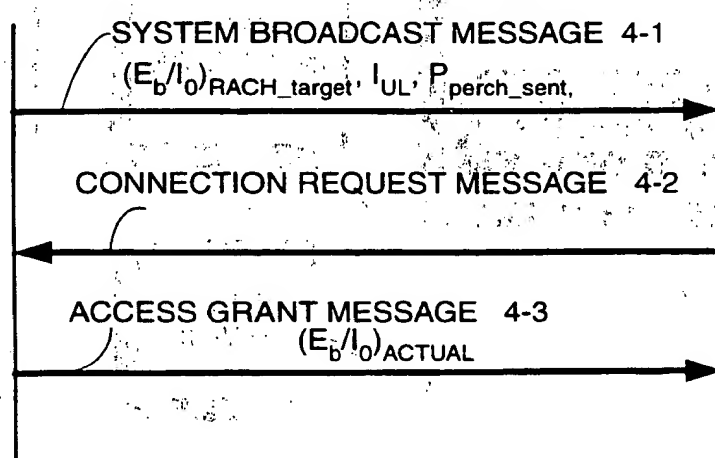 SYSTEM BROADCAST MESSAGE 4-1
(Eb/I0)RACH_target, IUL, Pperch_sent,
CONNECTION REQUEST MESSAGE 4-2
ACCESS GRANT MESSAGE 4-3
(Eb/I0)ACTUAL